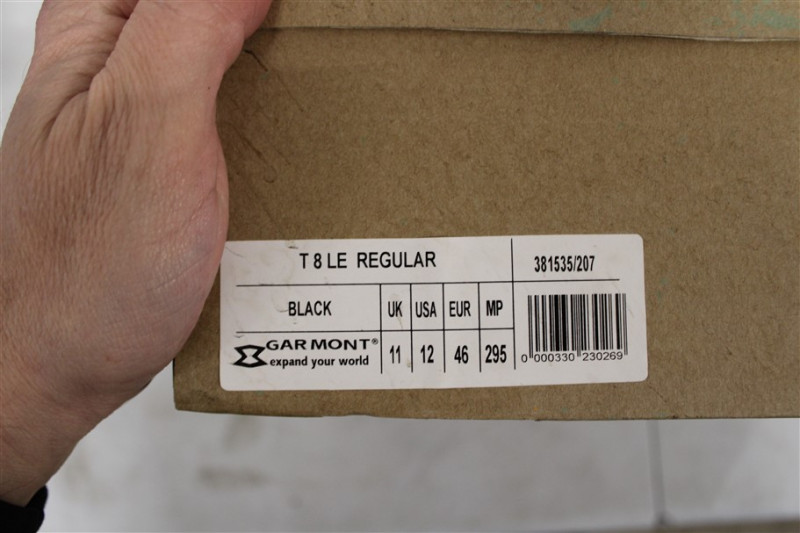 T 8 LE REGULAR
381535/207
BLACK
UK USA EUR MP
GARMONT®
expand your world
11 12 46 295
0 000330 230269